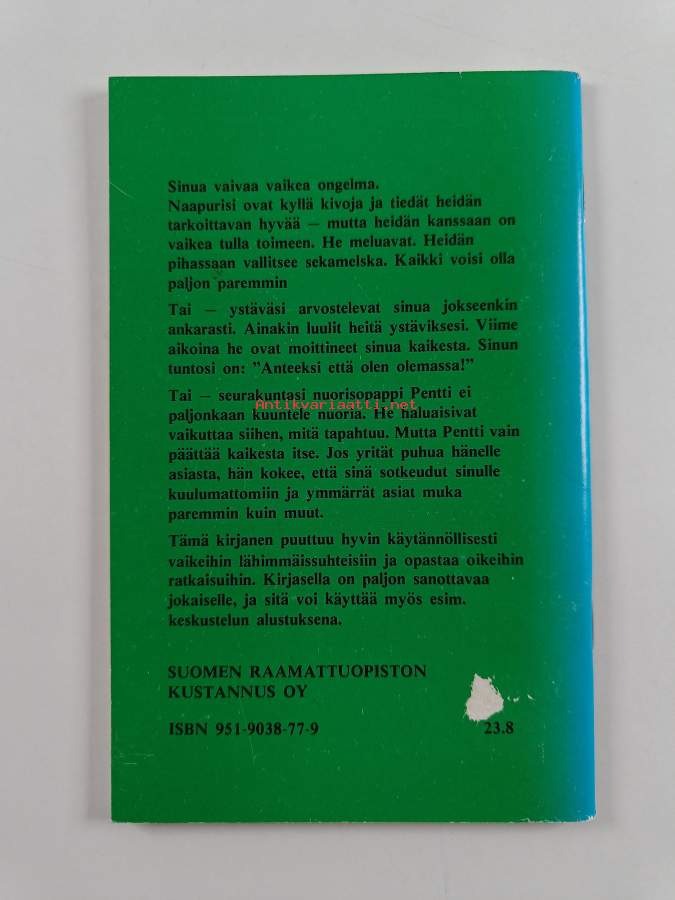 Sinua vaivaa vaikea ongelma.
Naapurisi ovat kyllä kivoja ja tiedät heidän
tarkoittavan hyvää — mutta heidän kanssaan on
vaikea tulla toimeen. He meluavat. Heidän
pihassaan vallitsee sekamelska. Kaikki voisi olla
paljon paremmin
Tai — ystäväsi arvostelevat sinua jokseenkin
ankarasti. Ainakin luulit heitä ystäviksesi. Viime
aikoina he ovat moittineet sinua kaikesta. Sinun
tuntosi on: ”Anteeksi että olen olemassa!”
Tai — seurakuntasi nuorisopappi Pentti ei
Antikvariaatti.net
paljonkaan kuuntele nuoria. He haluaisivat
vaikuttaa siihen, mitä tapahtuu. Mutta Pentti vain
päättää kaikesta itse. Jos yrität puhua hänelle
asiasta, hän kokee, että sinä sotkeudut sinulle
kuulumattomiin ja ymmärrät asiat muka
paremmin kuin muut.
Tämä kirjanen puuttuu hyvin käytännöllisesti
vaikeihin lähimmäissuhteisiin ja opastaa oikeihin
ratkaisuihin. Kirjasella on paljon sanottavaa
jokaiselle, ja sitä voi käyttää myös esim.
keskustelun alustuksena.
SUOMEN RAAMATTUOPISTON
KUSTANNUS OY
ISBN 951-9038-77-9 23.8